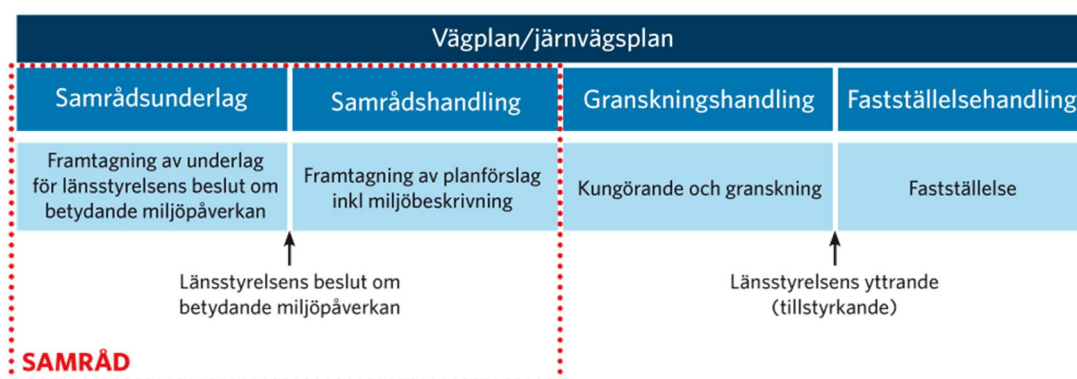 Vägplan/järnvägsplan
Samrådsunderlag
Samrådshandling
Granskningshandling
Fastställelsehandling
Framtagning av underlag
för länsstyrelsens beslut om
betydande miljöpåverkan
Framtagning av planförslag
inkl miljöbeskrivning
Kungörande och granskning
Fastställelse
Länsstyrelsens beslut om
betydande miljöpåverkan
Länsstyrelsens yttrande
(tillstyrkande)
SAMRÅD